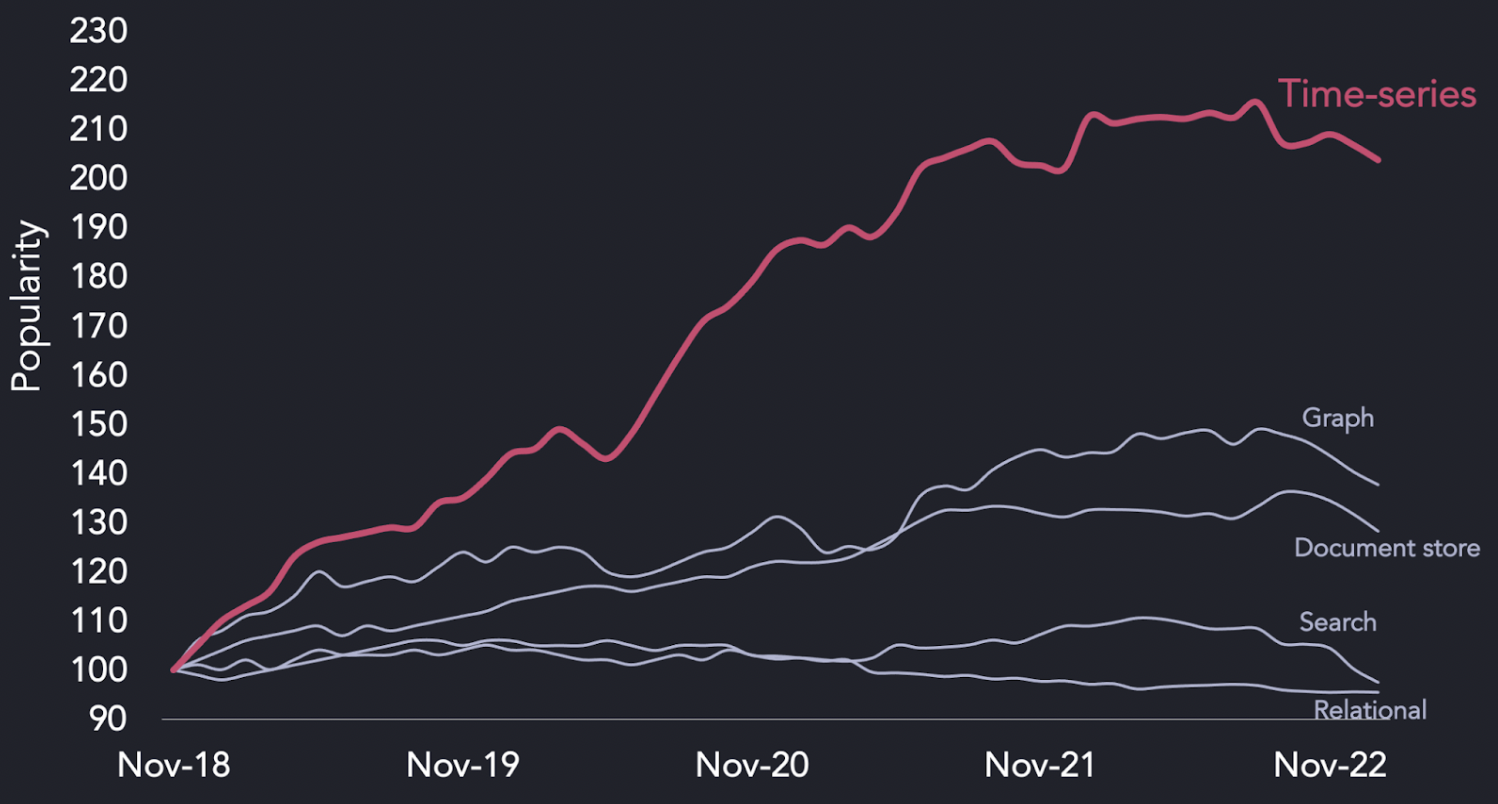 230
220
Time-series
210
200
190
180
170
160
150
Graph
140
130
Document store
120
110
Search
100
Relational
90
Popularity
Nov-18 Nov-19 Nov-20 Nov-21 Nov-22